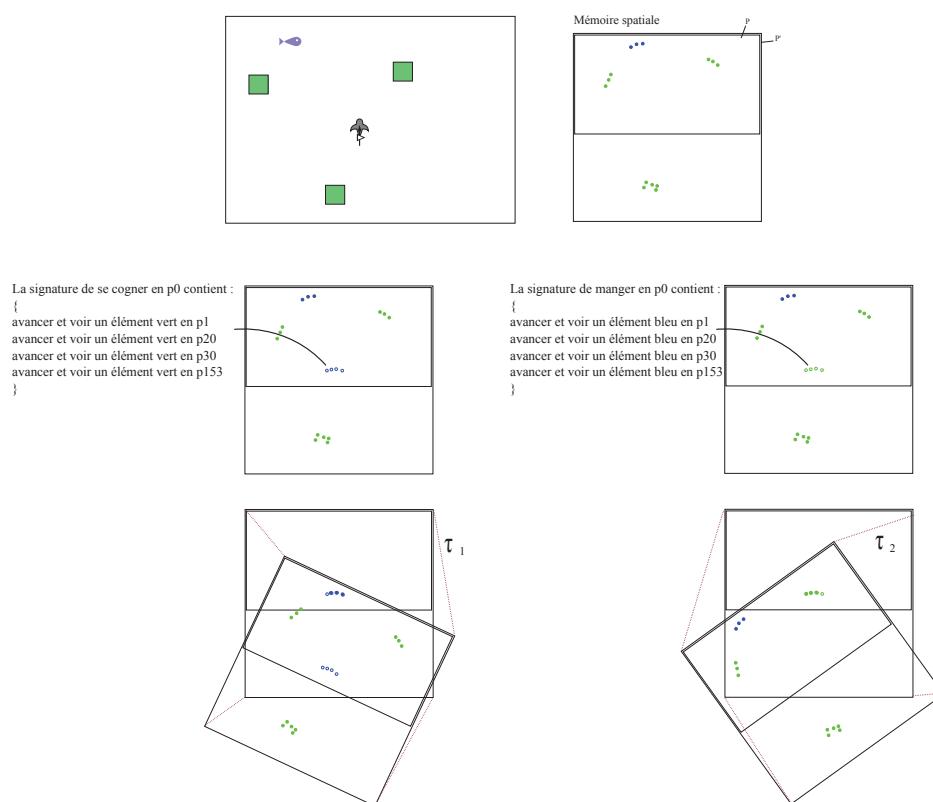 Mémoire spatiale
P
P'
La signature de se cogner en p0 contient :
{
avancer et voir un élément vert en p1
avancer et voir un élément vert en p20
avancer et voir un élément vert en p30
avancer et voir un élément vert en p153
}
La signature de manger en p0 contient :
{
avancer et voir un élément bleu en p1
avancer et voir un élément bleu en p20
avancer et voir un élément bleu en p30
avancer et voir un élément bleu en p153
}
τ 1
τ 2